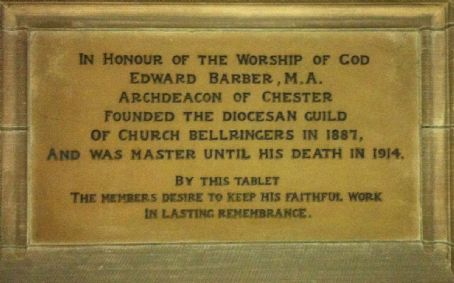 In Honour of the Worship of God
Edward Barber, M.A.
Archdeacon of Chester
Founded the Diocesan Guild
Of Church Bellringers in 1887,
And was Master until his death in 1914.
By this tablet
The members desire to keep his faithful work
In lasting remembrance.